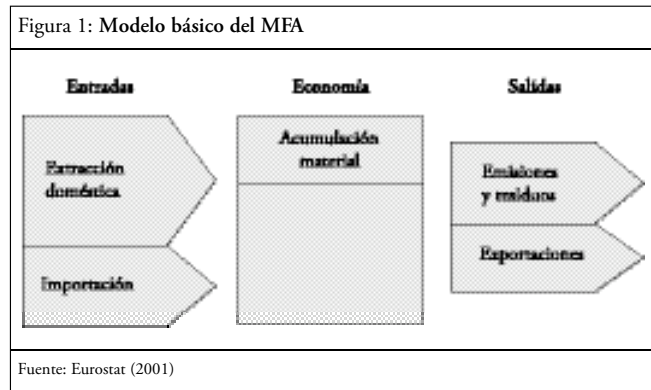 Figura 1: Modelo básico del MFA
Entradas
Economía
Salidas
Extracción
doméstica
Importación
Acumulación
material
Emisiones
y residuos
Exportaciones
Fuente: Eurostat (2001)